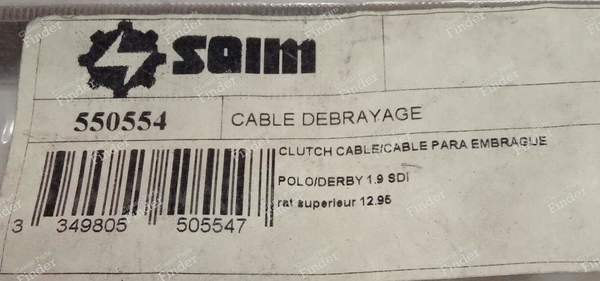 SAIM
550554
CABLE DEBRAYAGE
CLUTCH CABLE/CABLE PARA EMBRAGUE
POLO/DERBY 1.9 SDI
rat superieur 12.95
3 349805 505547